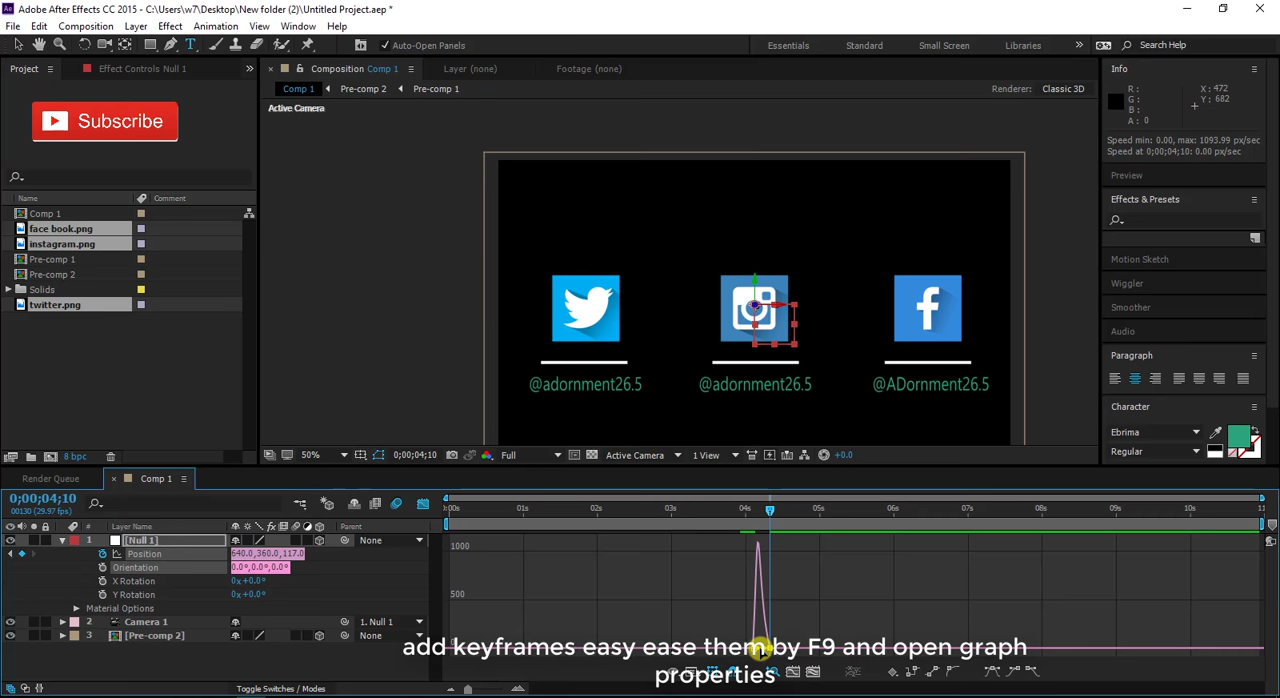 Adobe After Effects CC 2015 - C:\Users\w7\Desktop\New folder (2)\Untitled Project.aep *
File Edit Composition Layer Effect Animation View Window Help
Auto-Open Panels
Essentials Standard Small Screen Libraries Search Help
Project Effect Controls Null 1
Composition Comp 1 Layer (none) Footage (none)
Info
Comp 1 Pre-comp 2 Pre-comp 1
Renderer: Classic 3D
R: X: 472
G: Y: 682
B:
A: 0
Active Camera
Subscribe
Speed min: 0.00, max: 1093.99 px/sec
Speed at 0;00;04;10: 0.00 px/sec
Preview
Effects & Presets
Name Comment
Comp 1
face book.png
instagram.png
Pre-comp 1
Pre-comp 2
Solids
twitter.png
Motion Sketch
Wiggler
Smoother
Audio
Paragraph
Character
Ebrima
Regular
@adornment26.5 @adornment26.5 @ADornment26.5
8 bpc
50% 0;00;04;10 Full Active Camera 1 View +0.0
Render Queue Comp 1
0;00;04;10
00130 (29.97 fps)
# Layer Name Parent
:00s 01s 02s 03s 04s 05s 06s 07s 08s 09s 10s 11
1 [Null 1] None
Position 640.0,360.0,117.0
Orientation 0.0°,0.0°,0.0°
X Rotation 0x+0.0°
Y Rotation 0x+0.0°
Material Options
2 Camera 1 1. Null 1
3 [Pre-comp 2] None
1000
500
add keyframes easy ease them by F9 and open graph
properties
Toggle Switches / Modes